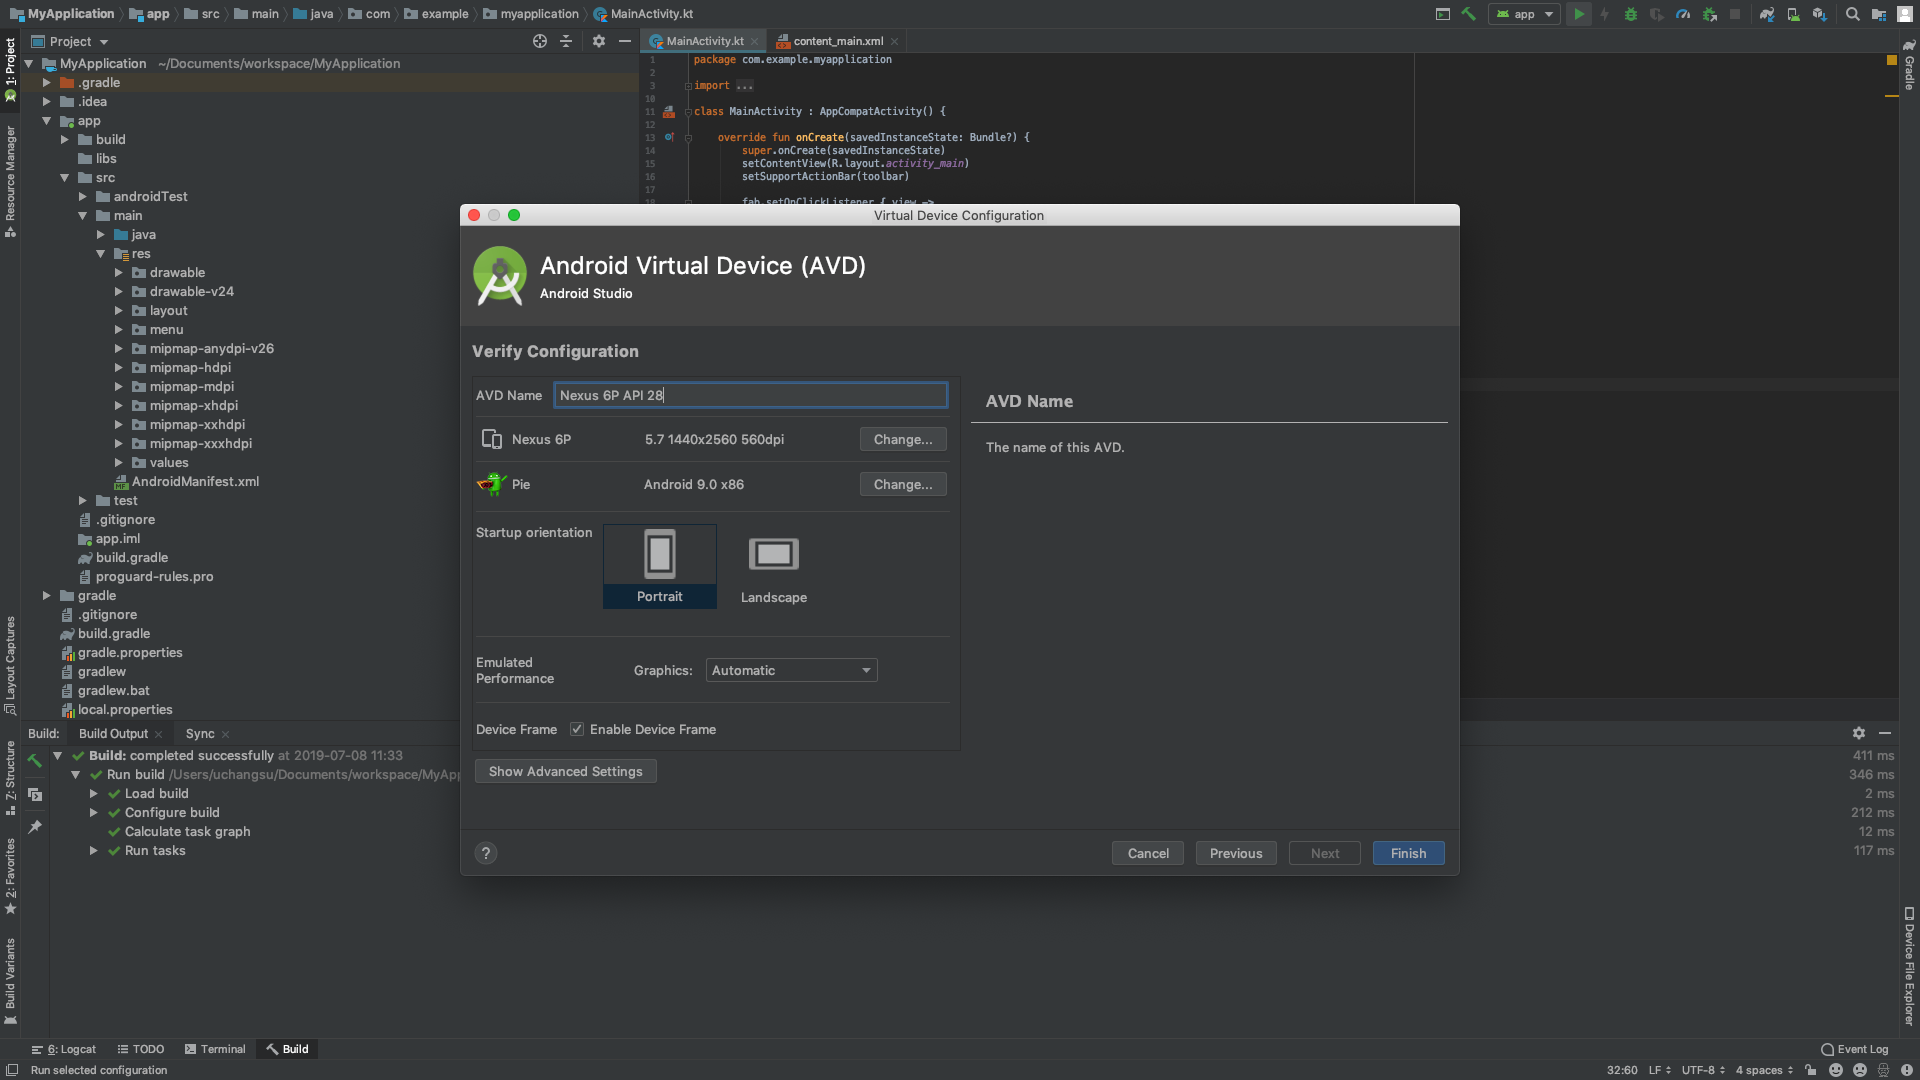 MyApplication app src main java com example myapplication MainActivity.kt
app
Project
MainActivity.kt
content_main.xml
1: Project
Resource Manager
Layout Captures
Z: Structure
2: Favorites
Build Variants
Gradle
Device File Explorer
MyApplication ~/Documents/workspace/MyApplication
.gradle
.idea
app
build
libs
src
androidTest
main
java
res
drawable
drawable-v24
layout
menu
mipmap-anydpi-v26
mipmap-hdpi
mipmap-mdpi
mipmap-xhdpi
mipmap-xxhdpi
mipmap-xxxhdpi
values
AndroidManifest.xml
test
.gitignore
app.iml
build.gradle
proguard-rules.pro
gradle
.gitignore
build.gradle
gradle.properties
gradlew
gradlew.bat
local.properties
1 package com.example.myapplication
2
3 import ...
10
11 class MainActivity : AppCompatActivity() {
12
13 override fun onCreate(savedInstanceState: Bundle?) {
14 super.onCreate(savedInstanceState)
15 setContentView(R.layout.activity_main)
16 setSupportActionBar(toolbar)
17
18 fab.setOnClickListener { view ->
Virtual Device Configuration
Android Virtual Device (AVD)
Android Studio
Verify Configuration
AVD Name Nexus 6P API 28
Nexus 6P 5.7 1440x2560 560dpi Change...
Pie Android 9.0 x86 Change...
Startup orientation
Portrait
Landscape
Emulated
Performance
Graphics: Automatic
Device Frame Enable Device Frame
Show Advanced Settings
AVD Name
The name of this AVD.
?
Cancel
Previous
Next
Finish
Build: Build Output Sync
Build: completed successfully at 2019-07-08 11:33 411 ms
Run build /Users/uchangsu/Documents/workspace/MyApp 346 ms
Load build 2 ms
Configure build 212 ms
Calculate task graph 12 ms
Run tasks 117 ms
6: Logcat TODO Terminal Build Event Log
Run selected configuration 32:60 LF UTF-8 4 spaces